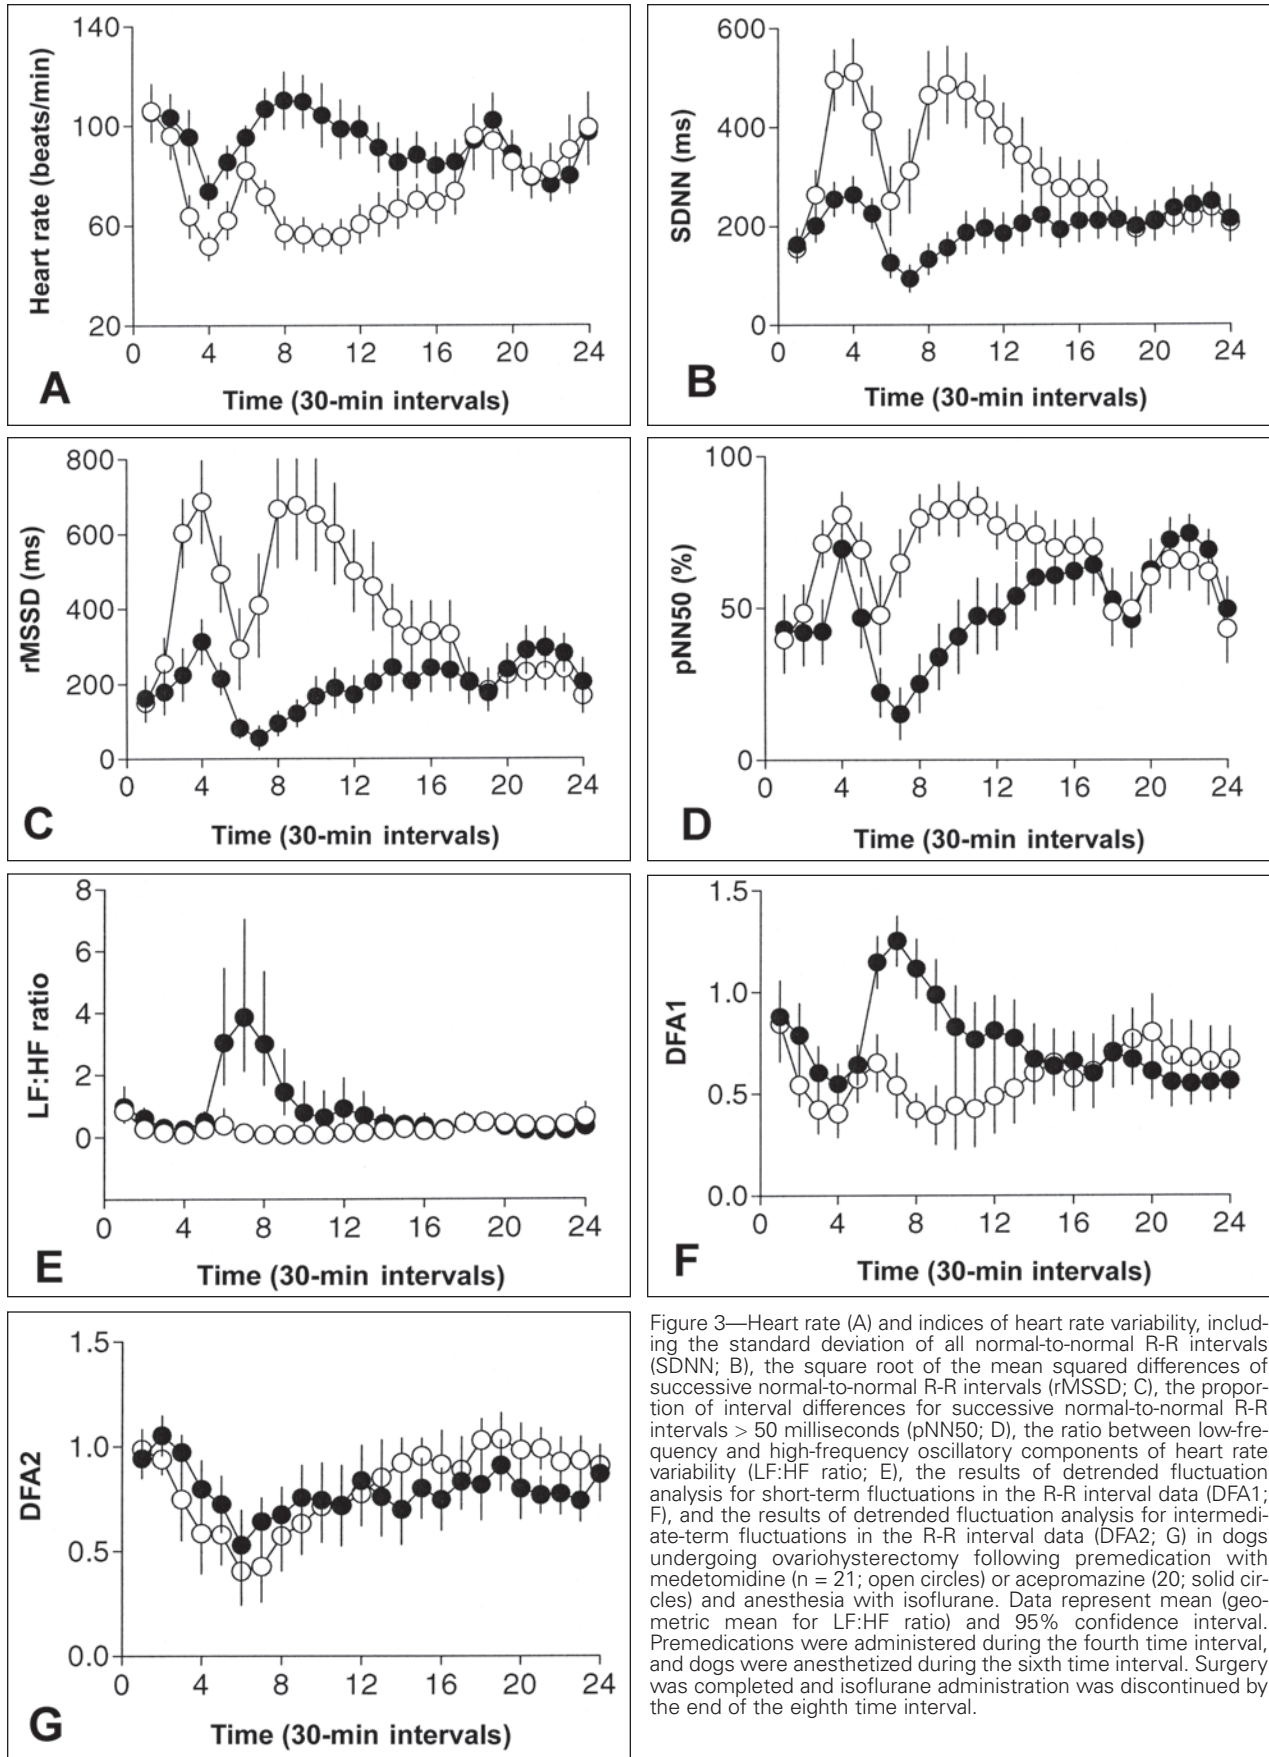 140
100
60
20
0 4 8 12 16 20 24
Heart rate (beats/min)
Time (30-min intervals)
A
600
400
200
0
0 4 8 12 16 20 24
SDNN (ms)
Time (30-min intervals)
B
800
600
400
200
0
0 4 8 12 16 20 24
rMSSD (ms)
Time (30-min intervals)
C
100
50
0
0 4 8 12 16 20 24
pNN50 (%)
Time (30-min intervals)
D
8
6
4
2
0
0 4 8 12 16 20 24
LF:HF ratio
Time (30-min intervals)
E
1.5
1.0
0.5
0.0
0 4 8 12 16 20 24
DFA1
Time (30-min intervals)
F
1.5
1.0
0.5
0.0
0 4 8 12 16 20 24
DFA2
Time (30-min intervals)
G
Figure 3—Heart rate (A) and indices of heart rate variability, includ-
ing the standard deviation of all normal-to-normal R-R intervals
(SDNN; B), the square root of the mean squared differences of
successive normal-to-normal R-R intervals (rMSSD; C), the propor-
tion of interval differences for successive normal-to-normal R-R
intervals > 50 milliseconds (pNN50; D), the ratio between low-fre-
quency and high-frequency oscillatory components of heart rate
variability (LF:HF ratio; E), the results of detrended fluctuation
analysis for short-term fluctuations in the R-R interval data (DFA1;
F), and the results of detrended fluctuation analysis for intermedi-
ate-term fluctuations in the R-R interval data (DFA2; G) in dogs
undergoing ovariohysterectomy following premedication with
medetomidine (n = 21; open circles) or acepromazine (20; solid cir-
cles) and anesthesia with isoflurane. Data represent mean (geo-
metric mean for LF:HF ratio) and 95% confidence interval.
Premedications were administered during the fourth time interval,
and dogs were anesthetized during the sixth time interval. Surgery
was completed and isoflurane administration was discontinued by
the end of the eighth time interval.